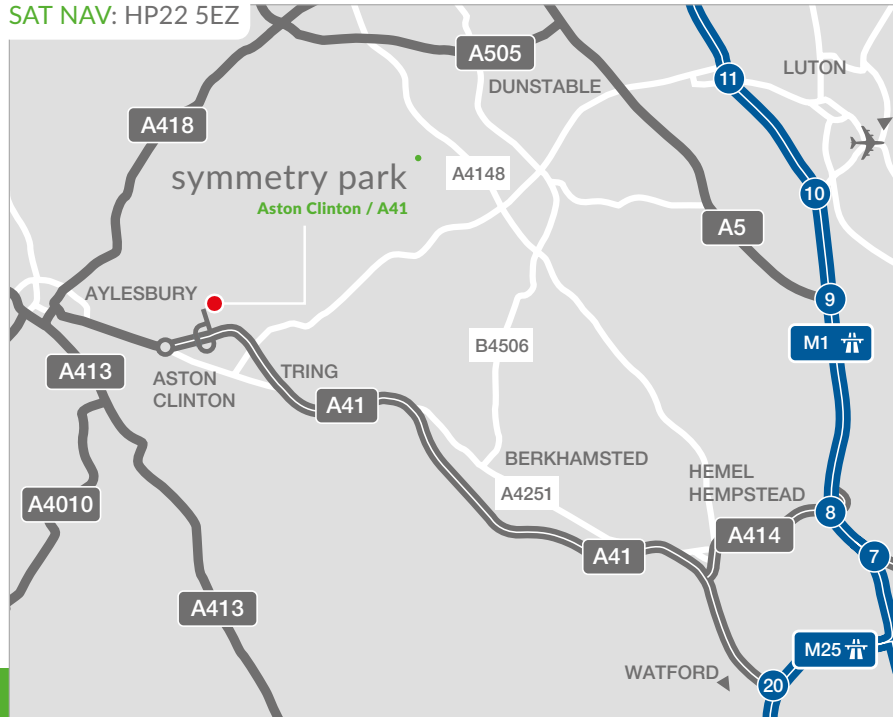 SAT NAV: HP22 5EZ
A505
DUNSTABLE
11
LUTON
A418
symmetry park
Aston Clinton / A41
A4148
10
A5
AYLESBURY
9
M1
B4506
A413
ASTON
CLINTON
TRING
A41
BERKHAMSTED
HEMEL
HEMPSTEAD
A4010
A4251
8
A414
A41
7
A413
M25
WATFORD
20